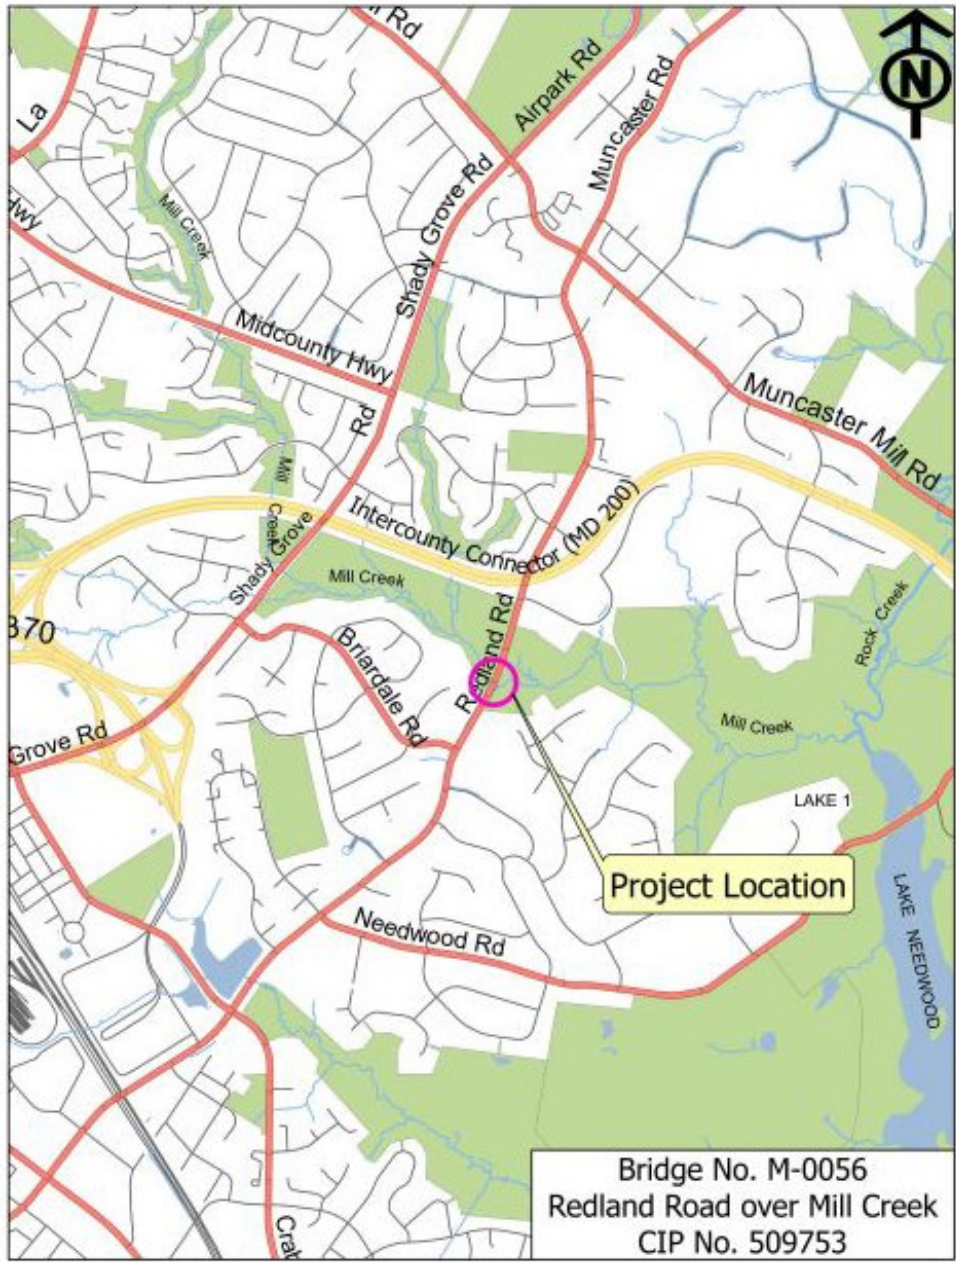 l Rd
N
Airpark Rd
Muncaster Rd
La
Shady Grove Rd
Mill Creek
Hwy
Midcounty Hwy
Muncaster Mill Rd
Rd
Mill
Creek
Intercounty Connector (MD 200)
Shady Grove
Mill Creek
Rock Creek
370
Redland Rd
Briardale Rd
Mill Creek
Grove Rd
LAKE 1
Project Location
LAKE NEEDWOOD
Needwood Rd
Crab
Bridge No. M-0056
Redland Road over Mill Creek
CIP No. 509753